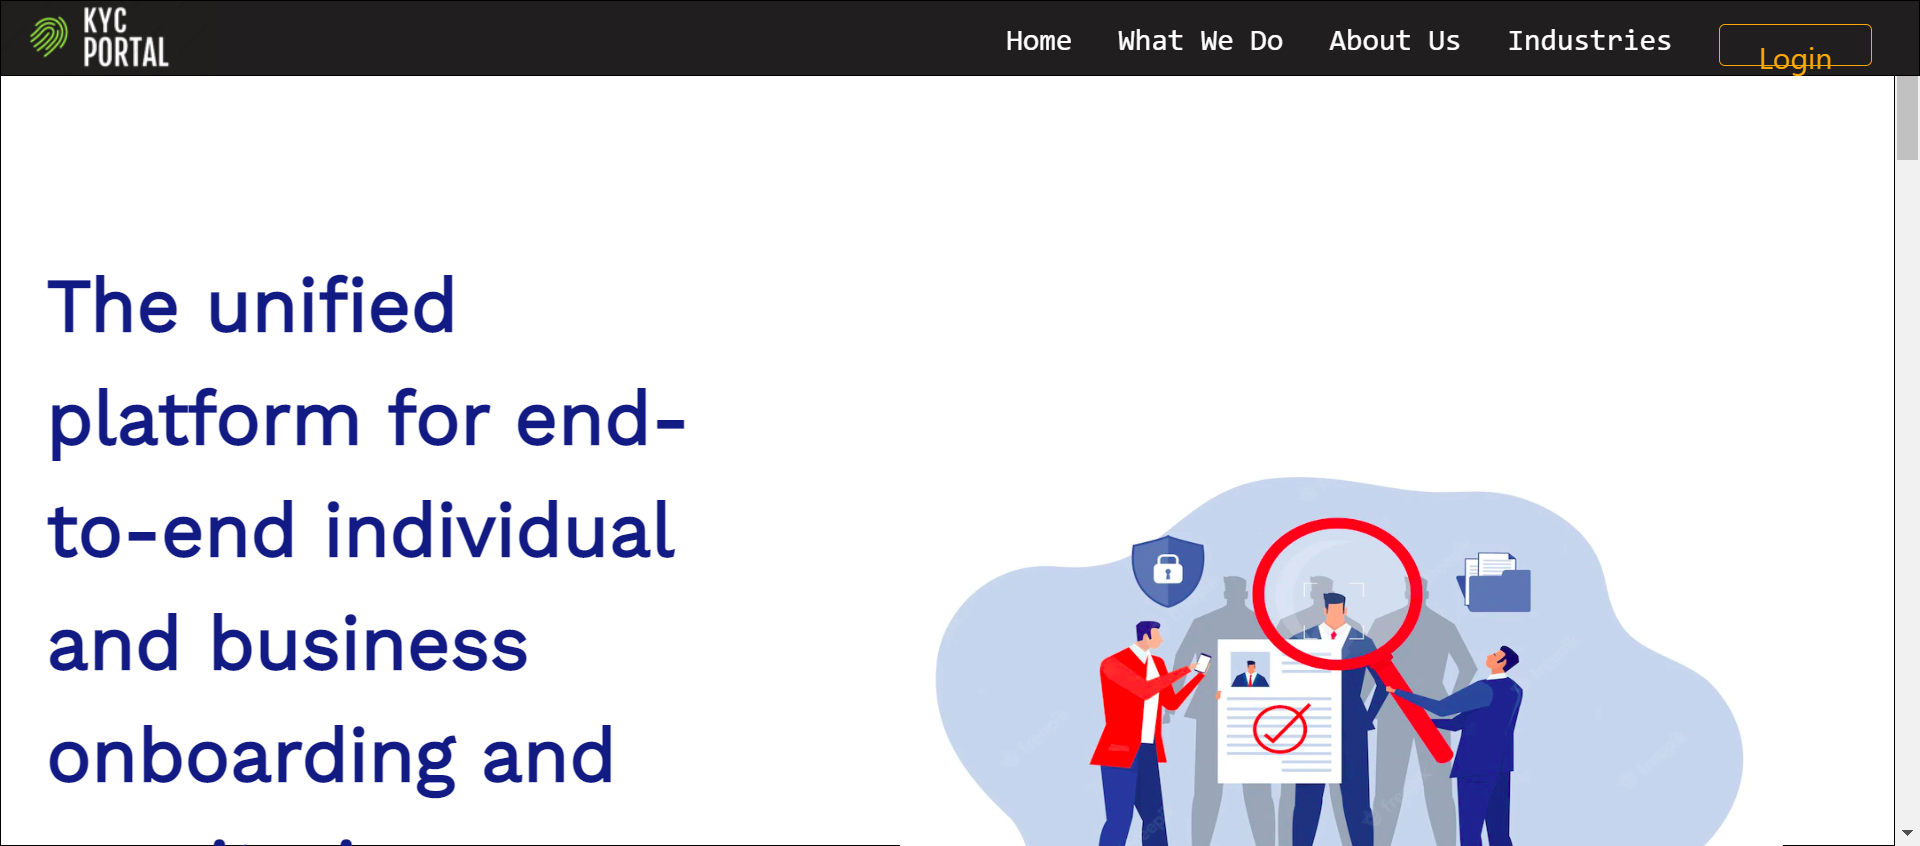 KYC
PORTAL
Home
What We Do
About Us
Industries
Login
The unified
platform for end-
to-end individual
and business
onboarding and